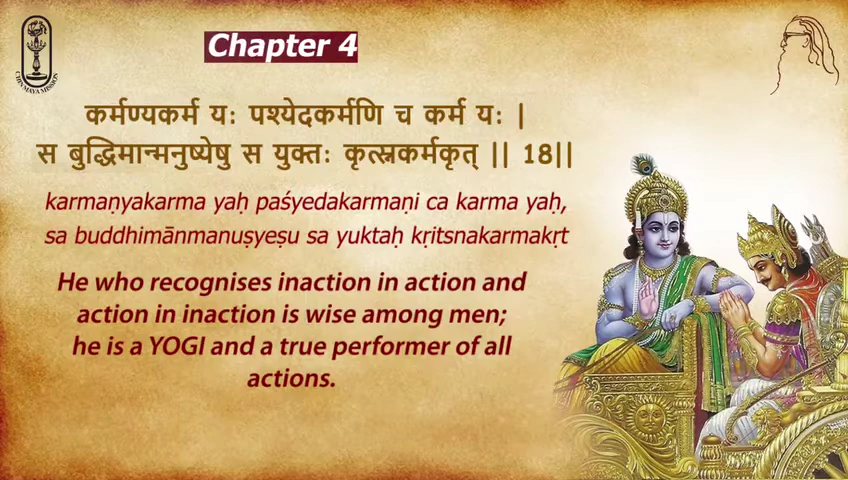 CHINMAYA MISSION
Chapter 4
कर्मण्यकर्म यः पश्येदकर्मणि च कर्म यः |
स बुद्धिमान्मनुष्येषु स युक्तः कृत्स्नकर्मकृत् || 18||
karmaṇyakarma yaḥ paśyedakarmaṇi ca karma yaḥ,
sa buddhimānmanuṣyeṣu sa yuktaḥ kṛitsnakarmakṛt
He who recognises inaction in action and
action in inaction is wise among men;
he is a YOGI and a true performer of all
actions.